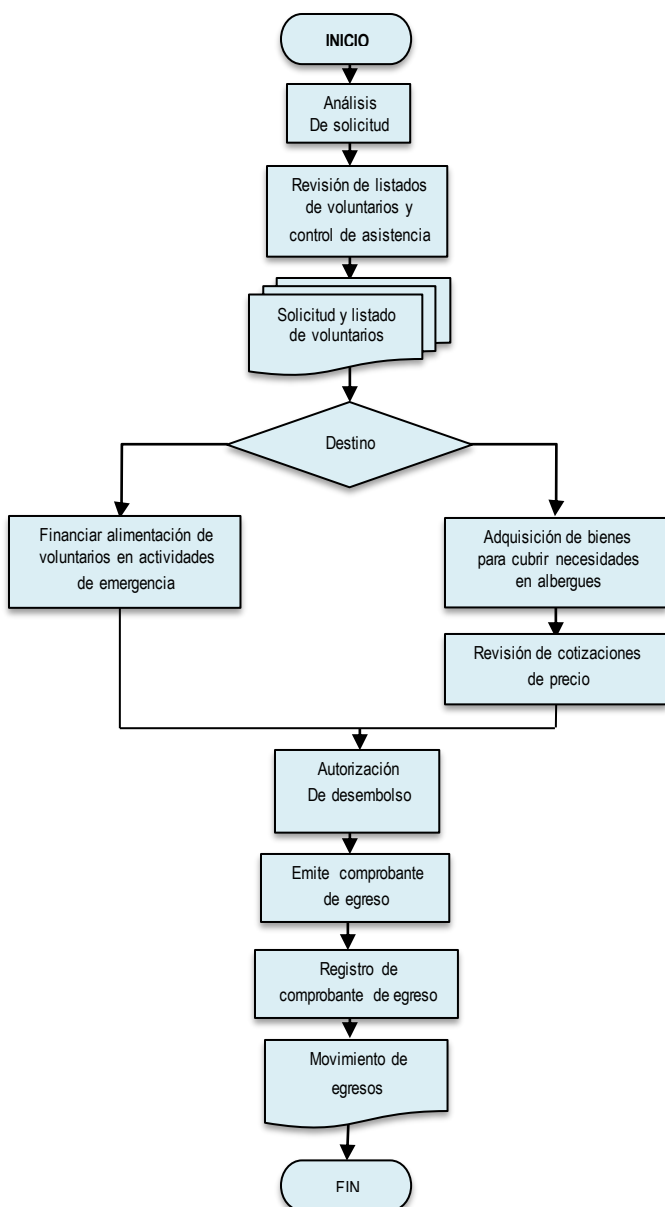 INICIO
Análisis
De solicitud
Revisión de listados
de voluntarios y
control de asistencia
Solicitud y listado
de voluntarios
Destino
Financiar alimentación de
voluntarios en actividades
de emergencia
Adquisición de bienes
para cubrir necesidades
en albergues
Revisión de cotizaciones
de precio
Autorización
De desembolso
Emite comprobante
de egreso
Registro de
comprobante de egreso
Movimiento de
egresos
FIN